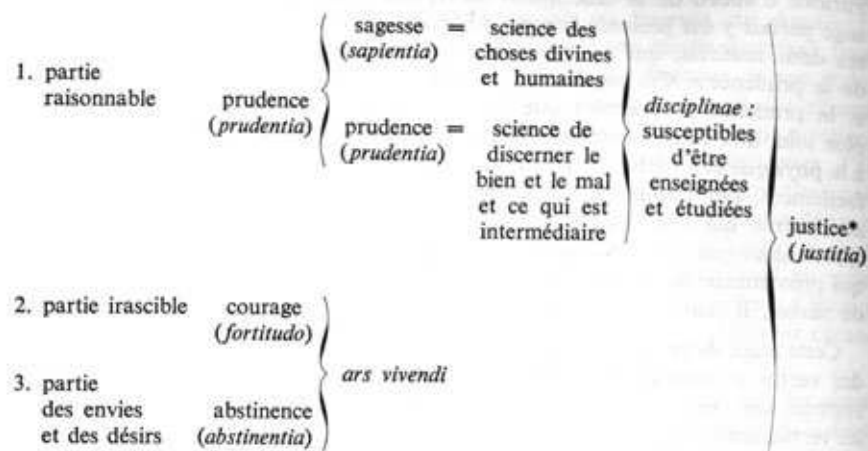 sagesse = science des
(sapientia) choses divines
et humaines
1. partie
raisonnable prudence
(prudentia)
prudence = science de
(prudentia) discerner le
bien et le mal
et ce qui est
intermédiaire
disciplinae :
susceptibles
d'être
enseignées
et étudiées
justice*
(justitia)
2. partie irascible courage
(fortitudo)
ars vivendi
3. partie
des envies abstinence
et des désirs (abstinentia)